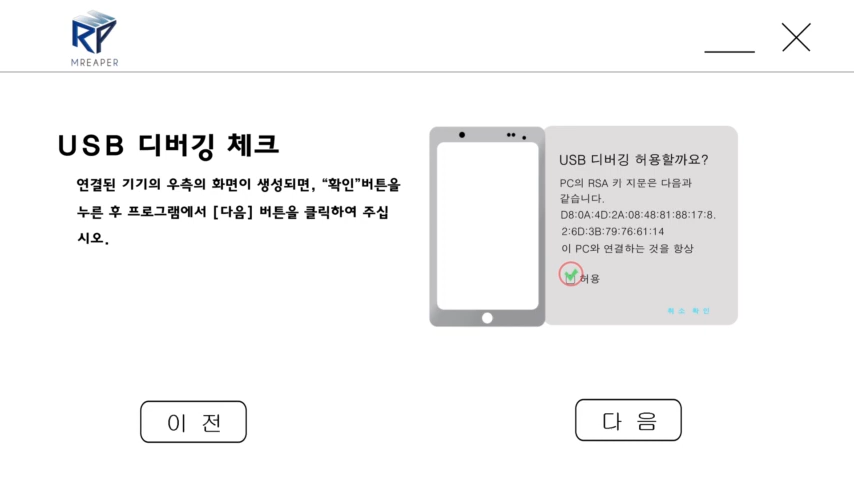 MREAPER
USB 디버깅 체크
연결된 기기의 우측의 화면이 생성되면, “확인”버튼을
누른 후 프로그램에서 [다음] 버튼을 클릭하여 주십
시오.
USB 디버깅 허용할까요?
PC의 RSA 키 지문은 다음과
같습니다.
D8:0A:4D:2A:08:48:81:88:17:8.
2:6D:3B:79:76:61:14
이 PC와 연결하는 것을 항상
허용
취소 확인
이 전
다 음